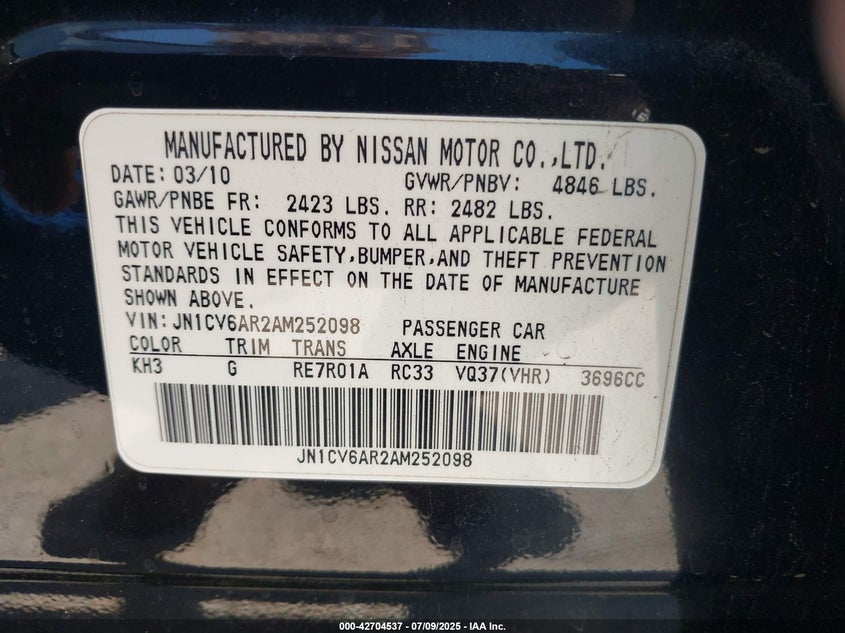 MANUFACTURED BY NISSAN MOTOR CO.,LTD.
DATE: 03/10 GVWR/PNBV: 4846 LBS.
GAWR/PNBE FR: 2423 LBS. RR: 2482 LBS.
THIS VEHICLE CONFORMS TO ALL APPLICABLE FEDERAL
MOTOR VEHICLE SAFETY,BUMPER,AND THEFT PREVENTION
STANDARDS IN EFFECT ON THE DATE OF MANUFACTURE
SHOWN ABOVE.
VIN:JN1CV6AR2AM252098 PASSENGER CAR
COLOR TRIM TRANS AXLE ENGINE
KH3 G RE7R01A RC33 VQ37(VHR) 3696CC
JN1CV6AR2AM252098
000-42704537 - 07/09/2025 - IAA Inc.